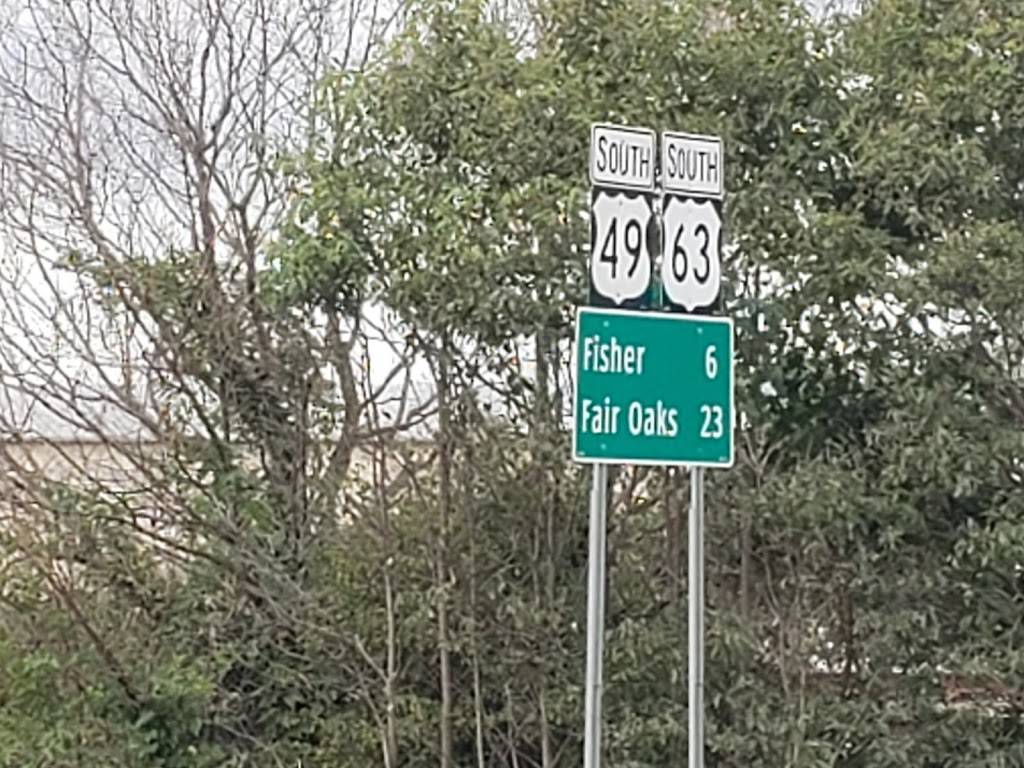 SOUTH SOUTH
49 63
Fisher 6
Fair Oaks 23